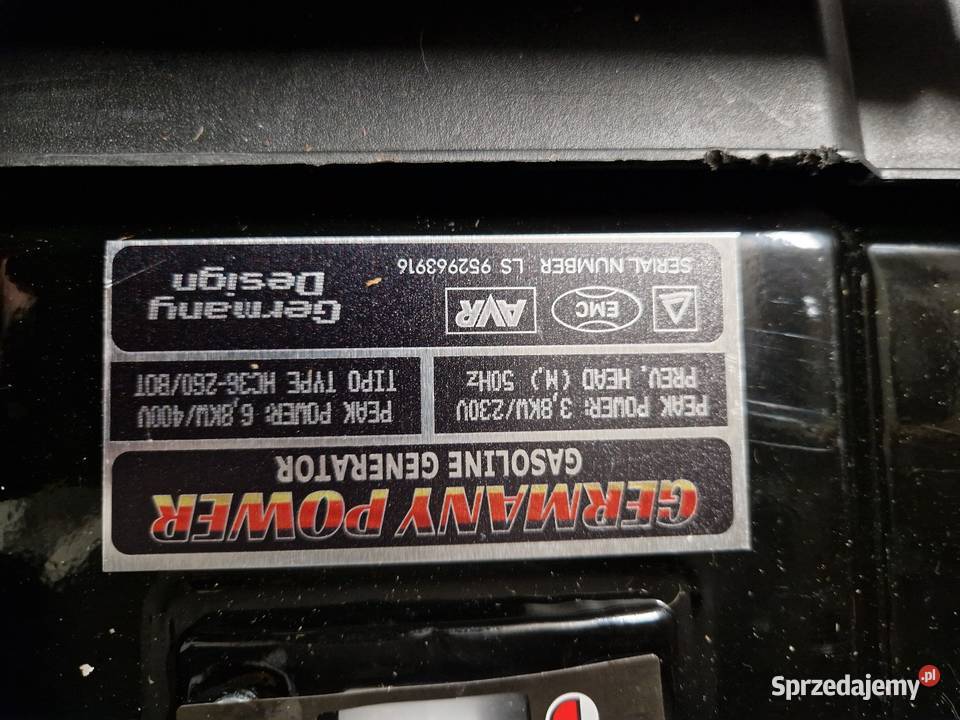 GERMANY POWER
GASOLINE GENERATOR
PEAK POWER: 3,8KW/230V
PREV. HEAD (M,) 50Hz
PEAK POWER: 6,8KW/400V
TIPO TYPE HC36-260/BOT
EMC
AVR
Germany
Design
SERIAL NUMBER LS 952963916
Sprzedajemy.pl